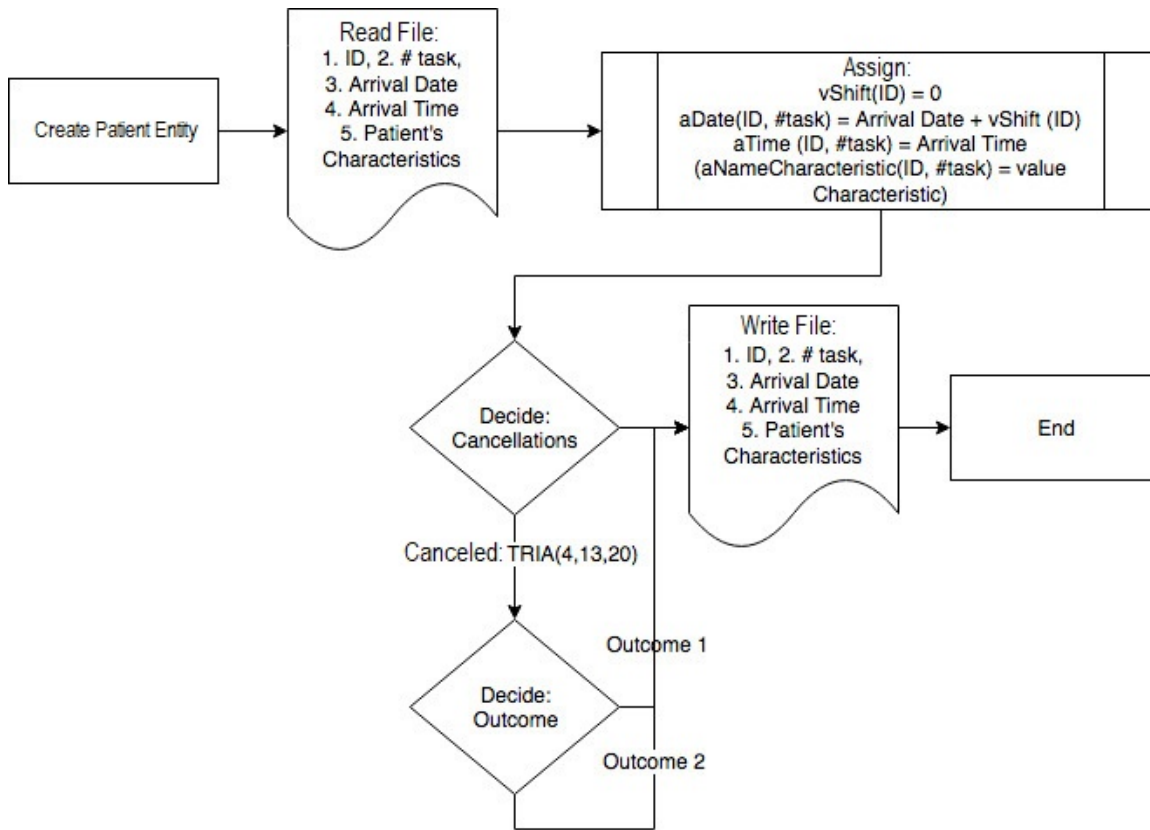 Create Patient Entity
Read File:
1. ID, 2. # task,
3. Arrival Date
4. Arrival Time
5. Patient's
Characteristics
Assign:
vShift(ID) = 0
aDate(ID, #task) = Arrival Date + vShift (ID)
aTime (ID, #task) = Arrival Time
(aNameCharacteristic(ID, #task) = value
Characteristic)
Decide:
Cancellations
Write File:
1. ID, 2. # task,
3. Arrival Date
4. Arrival Time
5. Patient's
Characteristics
End
Canceled: TRIA(4,13,20)
Decide:
Outcome
Outcome 1
Outcome 2